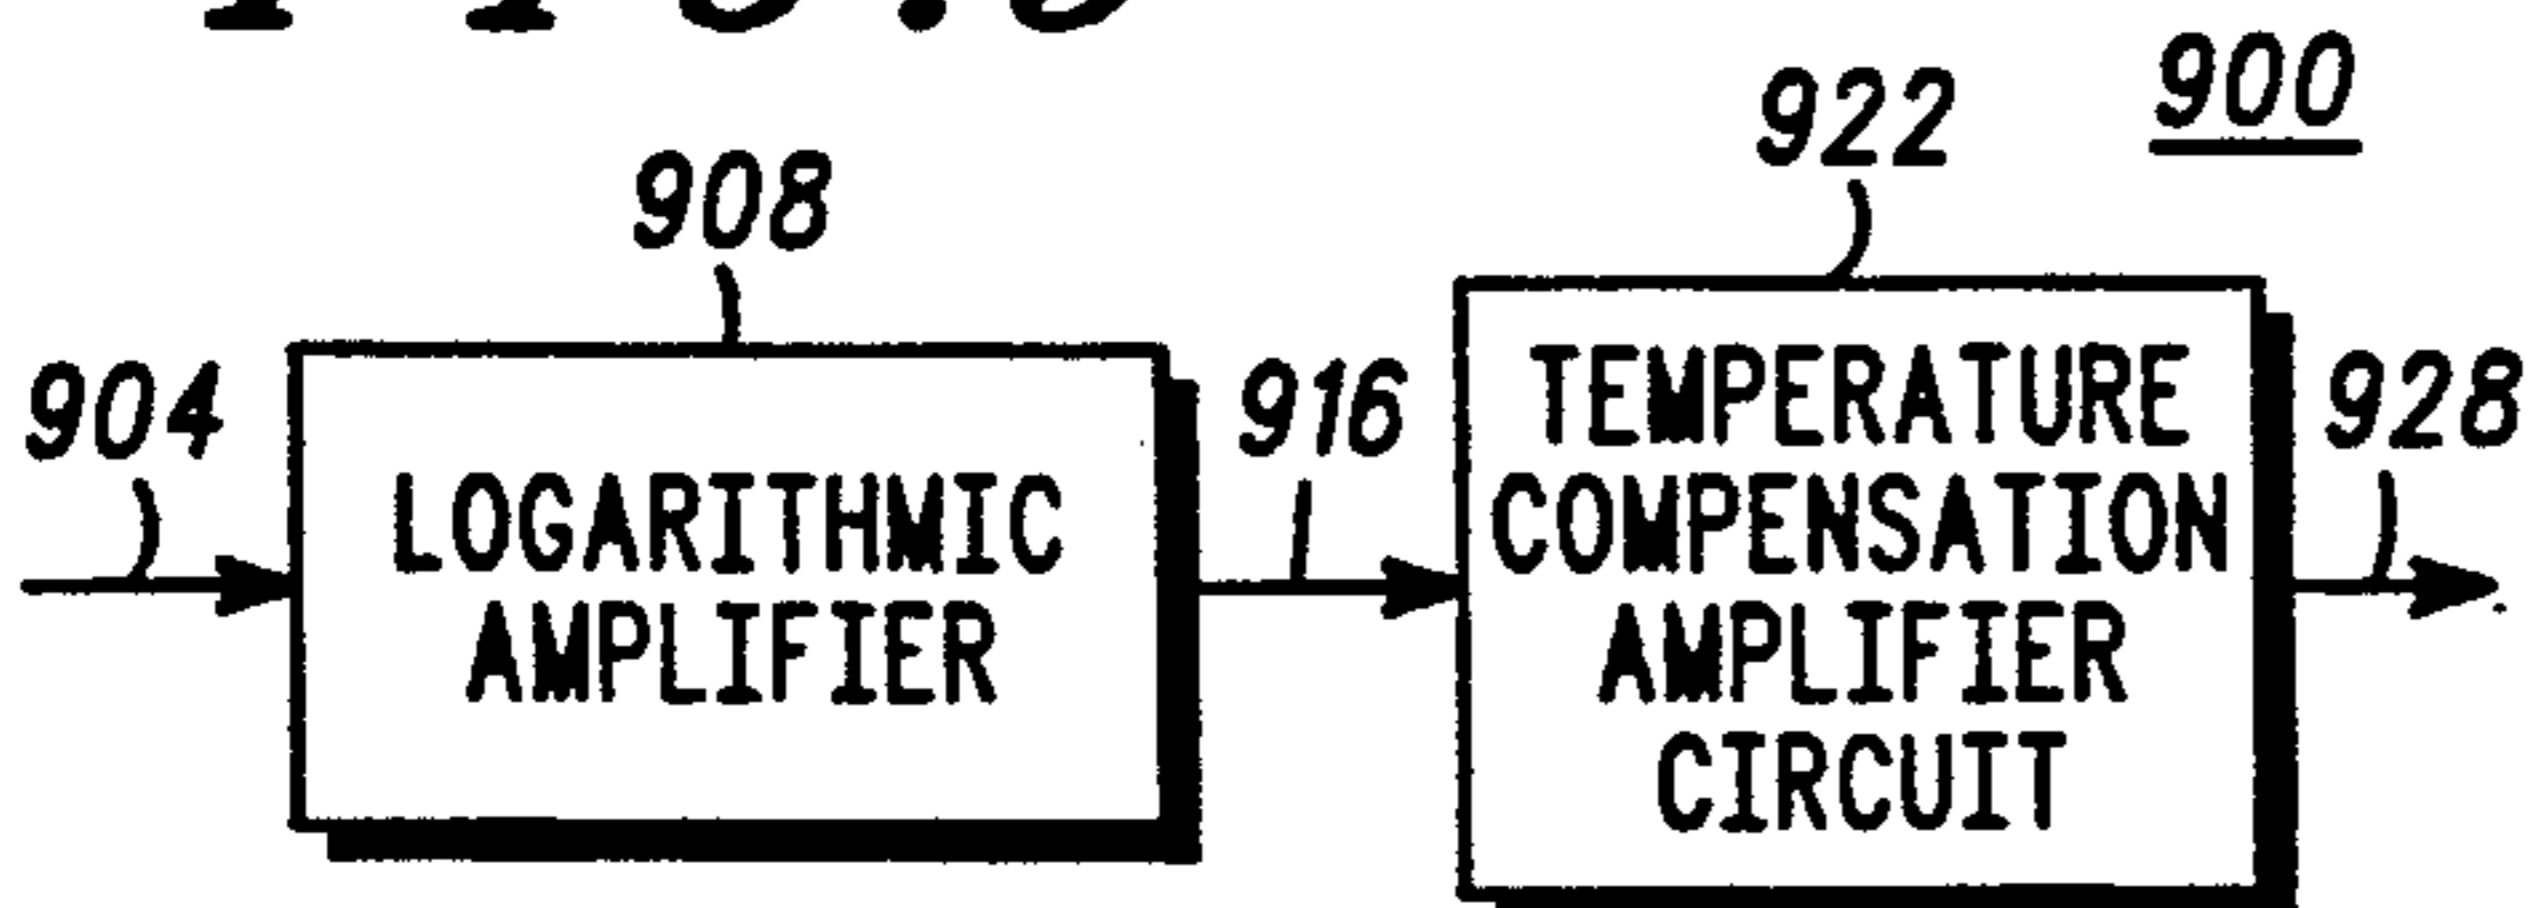 900
922
908
904
916
928
LOGARITHMIC
AMPLIFIER
TEMPERATURE
COMPENSATION
AMPLIFIER
CIRCUIT